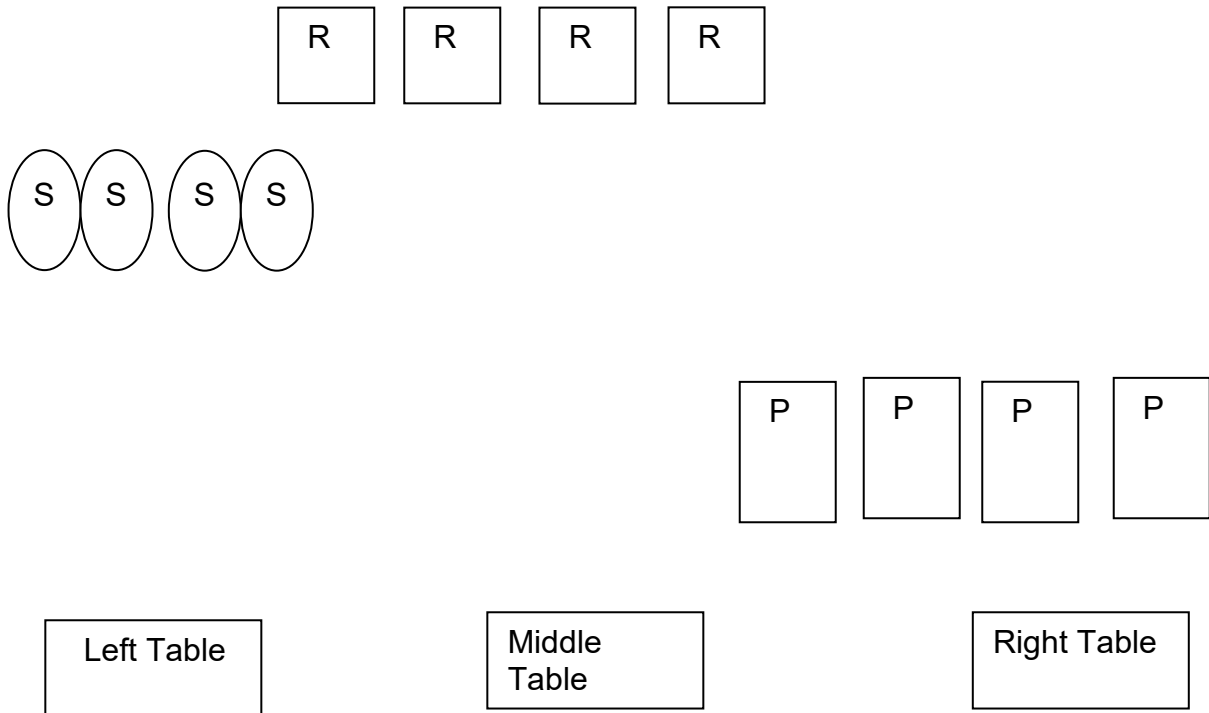 R R R R
S S S S
P P P P
Left Table
Middle
Table
Right Table